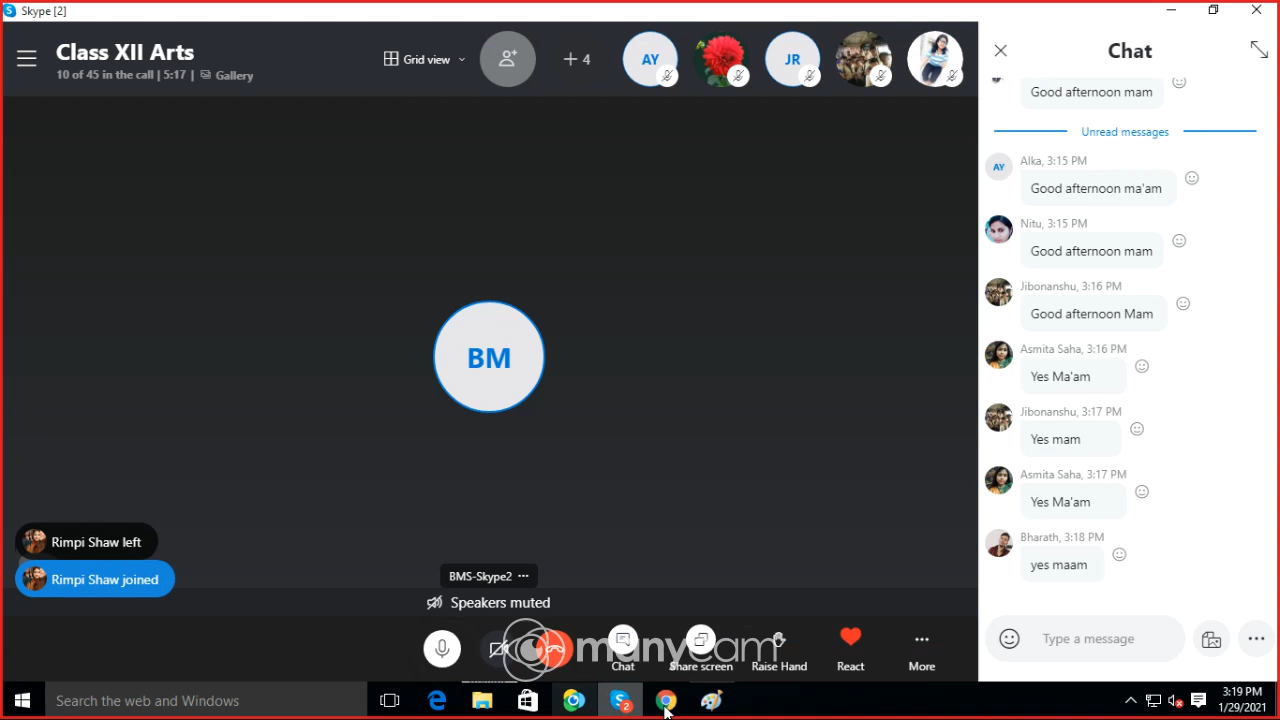 Skype [2]
Class XII Arts
10 of 45 in the call | 5:17 | Gallery
Grid view
+ 4
AY
JR
BM
Rimpi Shaw left
Rimpi Shaw joined
BMS-Skype2 •••
Speakers muted
manycam
Chat
Share screen
Raise Hand
React
More
Chat
Good afternoon mam
Unread messages
AY
Alka, 3:15 PM
Good afternoon ma'am
Nitu, 3:15 PM
Good afternoon mam
Jibonanshu, 3:16 PM
Good afternoon Mam
Asmita Saha, 3:16 PM
Yes Ma'am
Jibonanshu, 3:17 PM
Yes mam
Asmita Saha, 3:17 PM
Yes Ma'am
Bharath, 3:18 PM
yes maam
Type a message
Search the web and Windows
2
3:19 PM
1/29/2021